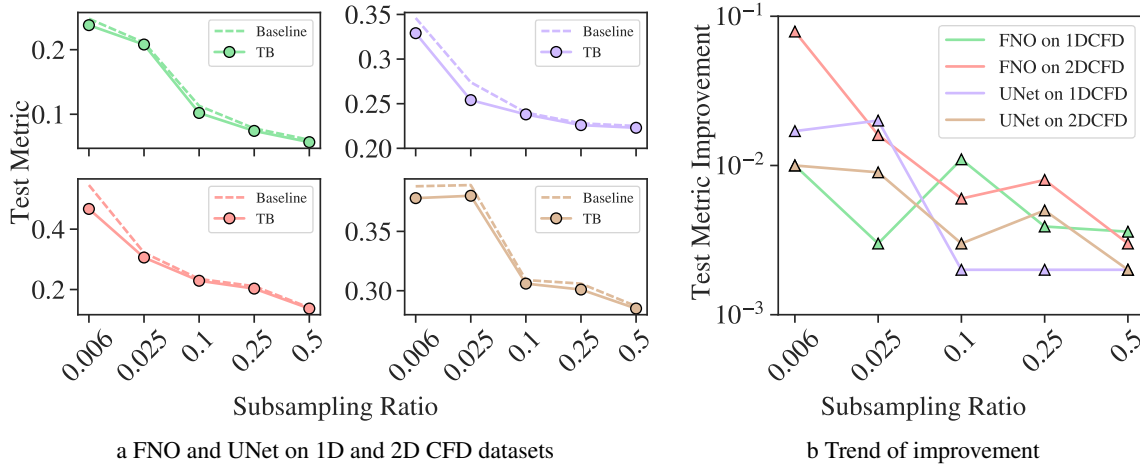 Test Metric
0.2
0.1
Baseline
TB
0.35
0.3
0.25
0.20
Baseline
TB
0.4
0.2
Baseline
TB
0.35
0.30
Baseline
TB
0.006
0.025
0.1
0.25
0.5
0.006
0.025
0.1
0.25
0.5
Subsampling Ratio
a FNO and UNet on 1D and 2D CFD datasets
Test Metric Improvement
10⁻¹
10⁻²
10⁻³
FNO on 1DCFD
FNO on 2DCFD
UNet on 1DCFD
UNet on 2DCFD
0.006
0.025
0.1
0.25
0.5
Subsampling Ratio
b Trend of improvement